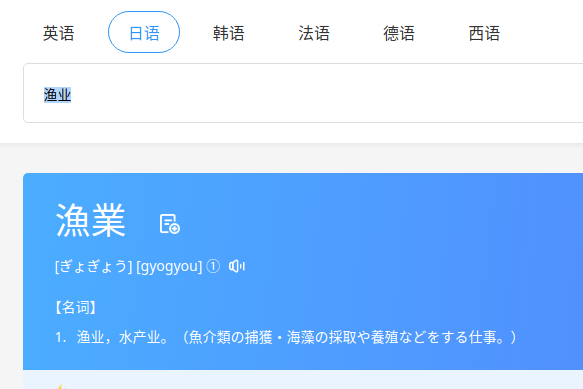 英语 日语 韩语 法语 德语 西语
渔业
漁業
[ぎょぎょう] [gyogyou] ①
【名词】
1. 渔业，水产业。（魚介類の捕獲・海藻の採取や養殖などをする仕事。）